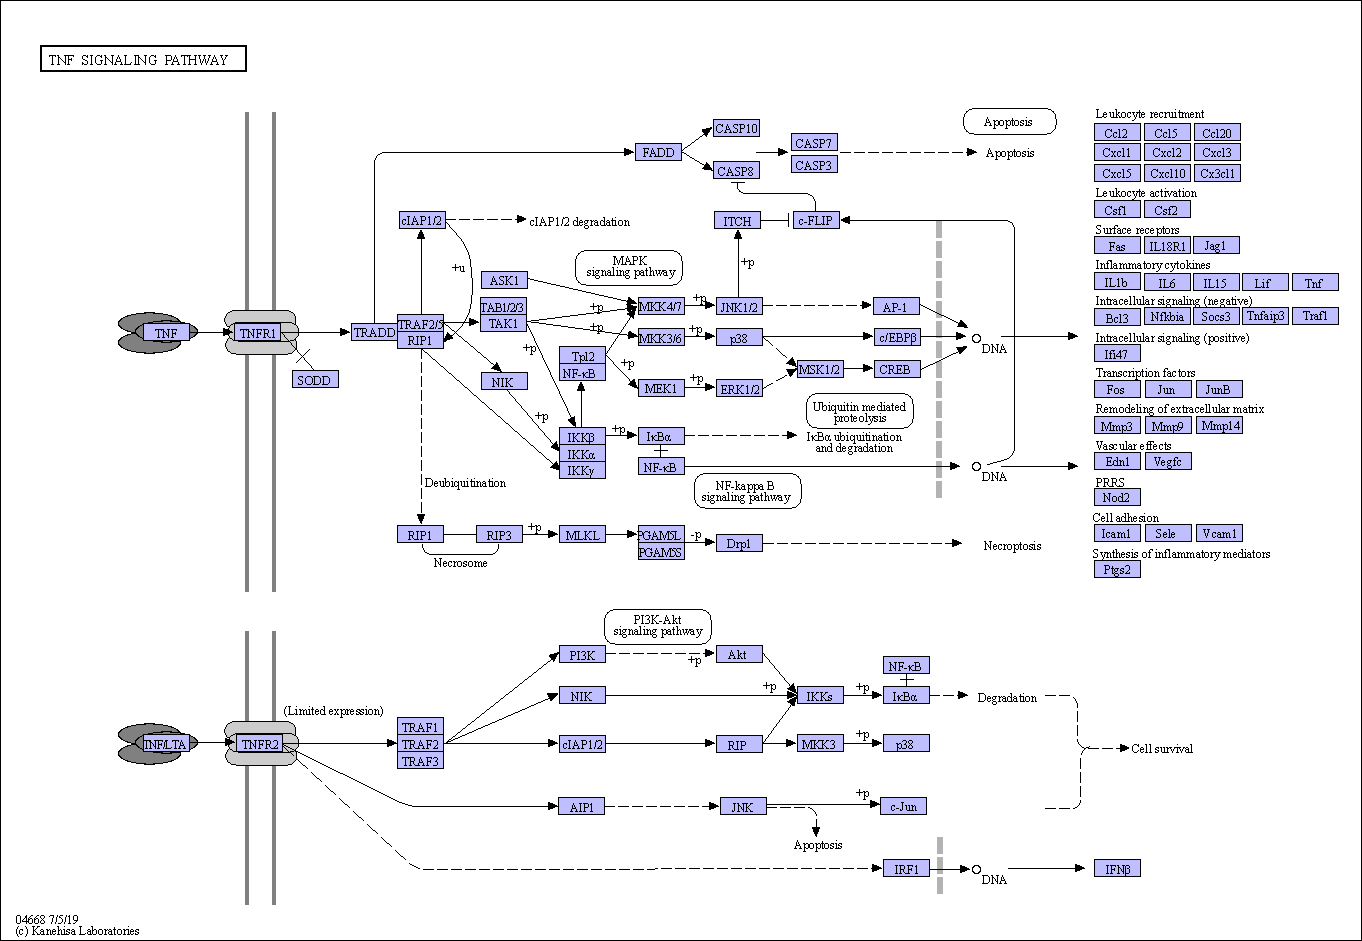 TNF SIGNALING PATHWAY
Apoptosis
Leukocyte recruitment
Ccl2 Ccl5 Ccl20
Cxcl1 Cxcl2 Cxcl3
Cxcl5 Cxcl10 Cx3cl1
Leukocyte activation
Csf1 Csf2
Surface receptors
Fas IL18R1 Jag1
Inflammatory cytokines
IL1b IL6 IL15 Lif Tnf
Intracellular signaling (negative)
Bcl3 Nfkbia Socs3 Tnfaip3 Traf1
Intracellular signaling (positive)
Ifi47
Transcription factors
Fos Jun JunB
Remodeling of extracellular matrix
Mmp3 Mmp9 Mmp14
Vascular effects
Edn1 Vegfc
PRRS
Nod2
Cell adhesion
Icam1 Sele Vcam1
Synthesis of inflammatory mediators
Ptgs2
CASP10
FADD
CASP7
Apoptosis
CASP8
CASP3
cIAP1/2
cIAP1/2 degradation
ITCH
c-FLIP
+u
MAPK
signaling pathway
+p
ASK1
TAB1/2/3
TAK1
+p
MKK4/7
+p
JNK1/2
AP-1
TNF
TNFR1
TRADD
TRAF2/5
RIP1
+p
MKK3/6
+p
p38
c/EBPβ
DNA
SODD
+p
Tpl2
NF-κB
+p
MSK1/2
CREB
NIK
MEK1
+p
ERK1/2
+p
Ubiquitin mediated
proteolysis
IKKβ
IKKα
IKKγ
+p
IκBα
IκBα ubiquitination
and degradation
NF-κB
DNA
NF-kappa B
signaling pathway
Deubiquitination
RIP1
RIP3
+p
MLKL
PGAM5L
PGAM5S
-p
Drp1
Necroptosis
Necrosome
PI3K-Akt
signaling pathway
PI3K
+p
Akt
NF-κB
NIK
+p
IKKs
+p
IκBα
Degradation
(Limited expression)
TNF/LTA
TNFR2
TRAF1
TRAF2
TRAF3
cIAP1/2
RIP
MKK3
+p
p38
Cell survival
AIP1
JNK
+p
c-Jun
Apoptosis
IRF1
DNA
IFNβ
04668 7/5/19
(c) Kanehisa Laboratories